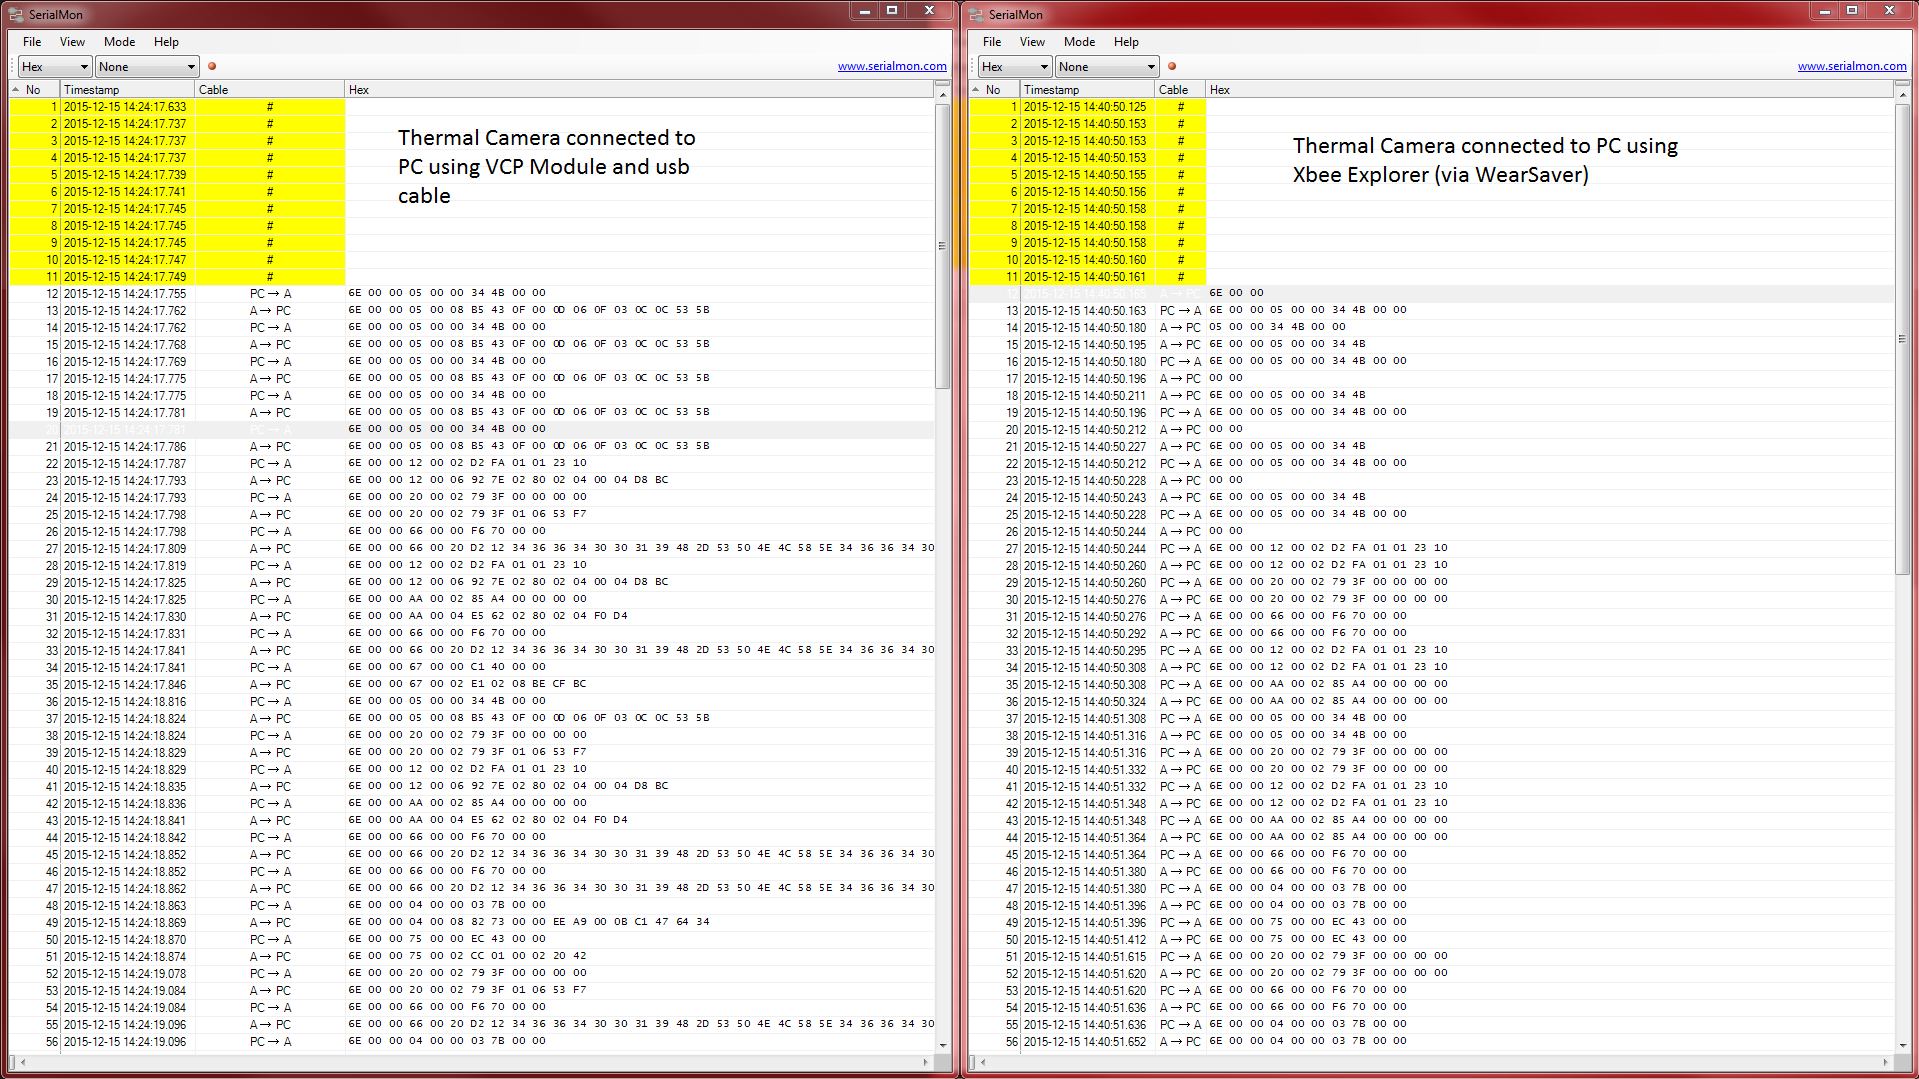 SerialMon
File View Mode Help
Hex None www.serialmon.com
No Timestamp Cable Hex
1 2015-12-15 14:24:17.633 #
2 2015-12-15 14:24:17.737 #
3 2015-12-15 14:24:17.737 #
4 2015-12-15 14:24:17.737 #
5 2015-12-15 14:24:17.739 #
6 2015-12-15 14:24:17.741 #
7 2015-12-15 14:24:17.745 #
8 2015-12-15 14:24:17.745 #
9 2015-12-15 14:24:17.745 #
10 2015-12-15 14:24:17.747 #
11 2015-12-15 14:24:17.749 #
Thermal Camera connected to
PC using VCP Module and usb
cable
12 2015-12-15 14:24:17.755 PC → A 6E 00 00 05 00 00 34 4B 00 00
13 2015-12-15 14:24:17.762 A → PC 6E 00 00 05 00 08 B5 43 0F 00 0D 06 0F 03 0C 0C 53 5B
14 2015-12-15 14:24:17.762 PC → A 6E 00 00 05 00 00 34 4B 00 00
15 2015-12-15 14:24:17.768 A → PC 6E 00 00 05 00 08 B5 43 0F 00 0D 06 0F 03 0C 0C 53 5B
16 2015-12-15 14:24:17.769 PC → A 6E 00 00 05 00 00 34 4B 00 00
17 2015-12-15 14:24:17.775 A → PC 6E 00 00 05 00 08 B5 43 0F 00 0D 06 0F 03 0C 0C 53 5B
18 2015-12-15 14:24:17.775 PC → A 6E 00 00 05 00 00 34 4B 00 00
19 2015-12-15 14:24:17.781 A → PC 6E 00 00 05 00 08 B5 43 0F 00 0D 06 0F 03 0C 0C 53 5B
20 2015-12-15 14:24:17.781 PC → A 6E 00 00 05 00 00 34 4B 00 00
21 2015-12-15 14:24:17.786 A → PC 6E 00 00 05 00 08 B5 43 0F 00 0D 06 0F 03 0C 0C 53 5B
22 2015-12-15 14:24:17.787 PC → A 6E 00 00 12 00 02 D2 FA 01 01 23 10
23 2015-12-15 14:24:17.793 A → PC 6E 00 00 12 00 06 92 7E 02 80 02 04 00 04 D8 BC
24 2015-12-15 14:24:17.793 PC → A 6E 00 00 20 00 02 79 3F 00 00 00 00
25 2015-12-15 14:24:17.798 A → PC 6E 00 00 20 00 02 79 3F 01 06 53 F7
26 2015-12-15 14:24:17.798 PC → A 6E 00 00 66 00 00 F6 70 00 00
27 2015-12-15 14:24:17.809 A → PC 6E 00 00 66 00 20 D2 12 34 36 36 34 30 30 31 39 48 2D 53 50 4E 4C 58 5E 34 36 36 34 30
28 2015-12-15 14:24:17.819 PC → A 6E 00 00 12 00 02 D2 FA 01 01 23 10
29 2015-12-15 14:24:17.825 A → PC 6E 00 00 12 00 06 92 7E 02 80 02 04 00 04 D8 BC
30 2015-12-15 14:24:17.825 PC → A 6E 00 00 AA 00 02 85 A4 00 00 00 00
31 2015-12-15 14:24:17.830 A → PC 6E 00 00 AA 00 04 E5 62 02 80 02 04 F0 D4
32 2015-12-15 14:24:17.831 PC → A 6E 00 00 66 00 00 F6 70 00 00
33 2015-12-15 14:24:17.841 A → PC 6E 00 00 66 00 20 D2 12 34 36 36 34 30 30 31 39 48 2D 53 50 4E 4C 58 5E 34 36 36 34 30
34 2015-12-15 14:24:17.841 PC → A 6E 00 00 67 00 00 C1 40 00 00
35 2015-12-15 14:24:17.846 A → PC 6E 00 00 67 00 02 E1 02 08 BE CF BC
36 2015-12-15 14:24:18.816 PC → A 6E 00 00 05 00 00 34 4B 00 00
37 2015-12-15 14:24:18.824 A → PC 6E 00 00 05 00 08 B5 43 0F 00 0D 06 0F 03 0C 0C 53 5B
38 2015-12-15 14:24:18.824 PC → A 6E 00 00 20 00 02 79 3F 00 00 00 00
39 2015-12-15 14:24:18.829 A → PC 6E 00 00 20 00 02 79 3F 01 06 53 F7
40 2015-12-15 14:24:18.829 PC → A 6E 00 00 12 00 02 D2 FA 01 01 23 10
41 2015-12-15 14:24:18.835 A → PC 6E 00 00 12 00 06 92 7E 02 80 02 04 00 04 D8 BC
42 2015-12-15 14:24:18.836 PC → A 6E 00 00 AA 00 02 85 A4 00 00 00 00
43 2015-12-15 14:24:18.841 A → PC 6E 00 00 AA 00 04 E5 62 02 80 02 04 F0 D4
44 2015-12-15 14:24:18.842 PC → A 6E 00 00 66 00 00 F6 70 00 00
45 2015-12-15 14:24:18.852 A → PC 6E 00 00 66 00 20 D2 12 34 36 36 34 30 30 31 39 48 2D 53 50 4E 4C 58 5E 34 36 36 34 30
46 2015-12-15 14:24:18.852 PC → A 6E 00 00 66 00 00 F6 70 00 00
47 2015-12-15 14:24:18.862 A → PC 6E 00 00 66 00 20 D2 12 34 36 36 34 30 30 31 39 48 2D 53 50 4E 4C 58 5E 34 36 36 34 30
48 2015-12-15 14:24:18.863 PC → A 6E 00 00 04 00 00 03 7B 00 00
49 2015-12-15 14:24:18.869 A → PC 6E 00 00 04 00 08 82 73 00 00 EE A9 00 0B C1 47 64 34
50 2015-12-15 14:24:18.870 PC → A 6E 00 00 75 00 00 EC 43 00 00
51 2015-12-15 14:24:18.874 A → PC 6E 00 00 75 00 02 CC 01 00 02 20 42
52 2015-12-15 14:24:19.078 PC → A 6E 00 00 20 00 02 79 3F 00 00 00 00
53 2015-12-15 14:24:19.084 A → PC 6E 00 00 20 00 02 79 3F 01 06 53 F7
54 2015-12-15 14:24:19.084 PC → A 6E 00 00 66 00 00 F6 70 00 00
55 2015-12-15 14:24:19.096 A → PC 6E 00 00 66 00 20 D2 12 34 36 36 34 30 30 31 39 48 2D 53 50 4E 4C 58 5E 34 36 36 34 30
56 2015-12-15 14:24:19.096 PC → A 6E 00 00 04 00 00 03 7B 00 00
SerialMon
File View Mode Help
Hex None www.serialmon.com
No Timestamp Cable Hex
1 2015-12-15 14:40:50.125 #
2 2015-12-15 14:40:50.153 #
3 2015-12-15 14:40:50.153 #
4 2015-12-15 14:40:50.153 #
5 2015-12-15 14:40:50.155 #
6 2015-12-15 14:40:50.156 #
7 2015-12-15 14:40:50.158 #
8 2015-12-15 14:40:50.158 #
9 2015-12-15 14:40:50.158 #
10 2015-12-15 14:40:50.160 #
11 2015-12-15 14:40:50.161 #
Thermal Camera connected to PC using
Xbee Explorer (via WearSaver)
12 2015-12-15 14:40:50.165 A → PC 6E 00 00
13 2015-12-15 14:40:50.163 PC → A 6E 00 00 05 00 00 34 4B 00 00
14 2015-12-15 14:40:50.180 A → PC 05 00 00 34 4B 00 00
15 2015-12-15 14:40:50.195 A → PC 6E 00 00 05 00 00 34 4B
16 2015-12-15 14:40:50.180 PC → A 6E 00 00 05 00 00 34 4B 00 00
17 2015-12-15 14:40:50.196 A → PC 00 00
18 2015-12-15 14:40:50.211 A → PC 6E 00 00 05 00 00 34 4B
19 2015-12-15 14:40:50.196 PC → A 6E 00 00 05 00 00 34 4B 00 00
20 2015-12-15 14:40:50.212 A → PC 00 00
21 2015-12-15 14:40:50.227 A → PC 6E 00 00 05 00 00 34 4B
22 2015-12-15 14:40:50.212 PC → A 6E 00 00 05 00 00 34 4B 00 00
23 2015-12-15 14:40:50.228 A → PC 00 00
24 2015-12-15 14:40:50.243 A → PC 6E 00 00 05 00 00 34 4B
25 2015-12-15 14:40:50.228 PC → A 6E 00 00 05 00 00 34 4B 00 00
26 2015-12-15 14:40:50.244 A → PC 00 00
27 2015-12-15 14:40:50.244 PC → A 6E 00 00 12 00 02 D2 FA 01 01 23 10
28 2015-12-15 14:40:50.260 A → PC 6E 00 00 12 00 02 D2 FA 01 01 23 10
29 2015-12-15 14:40:50.260 PC → A 6E 00 00 20 00 02 79 3F 00 00 00 00
30 2015-12-15 14:40:50.276 A → PC 6E 00 00 20 00 02 79 3F 00 00 00 00
31 2015-12-15 14:40:50.276 PC → A 6E 00 00 66 00 00 F6 70 00 00
32 2015-12-15 14:40:50.292 A → PC 6E 00 00 66 00 00 F6 70 00 00
33 2015-12-15 14:40:50.295 PC → A 6E 00 00 12 00 02 D2 FA 01 01 23 10
34 2015-12-15 14:40:50.308 A → PC 6E 00 00 12 00 02 D2 FA 01 01 23 10
35 2015-12-15 14:40:50.308 PC → A 6E 00 00 AA 00 02 85 A4 00 00 00 00
36 2015-12-15 14:40:50.324 A → PC 6E 00 00 AA 00 02 85 A4 00 00 00 00
37 2015-12-15 14:40:51.308 PC → A 6E 00 00 05 00 00 34 4B 00 00
38 2015-12-15 14:40:51.316 A → PC 6E 00 00 05 00 00 34 4B 00 00
39 2015-12-15 14:40:51.316 PC → A 6E 00 00 20 00 02 79 3F 00 00 00 00
40 2015-12-15 14:40:51.332 A → PC 6E 00 00 20 00 02 79 3F 00 00 00 00
41 2015-12-15 14:40:51.332 PC → A 6E 00 00 12 00 02 D2 FA 01 01 23 10
42 2015-12-15 14:40:51.348 A → PC 6E 00 00 12 00 02 D2 FA 01 01 23 10
43 2015-12-15 14:40:51.348 PC → A 6E 00 00 AA 00 02 85 A4 00 00 00 00
44 2015-12-15 14:40:51.364 A → PC 6E 00 00 AA 00 02 85 A4 00 00 00 00
45 2015-12-15 14:40:51.364 PC → A 6E 00 00 66 00 00 F6 70 00 00
46 2015-12-15 14:40:51.380 A → PC 6E 00 00 66 00 00 F6 70 00 00
47 2015-12-15 14:40:51.380 PC → A 6E 00 00 04 00 00 03 7B 00 00
48 2015-12-15 14:40:51.396 A → PC 6E 00 00 04 00 00 03 7B 00 00
49 2015-12-15 14:40:51.396 PC → A 6E 00 00 75 00 00 EC 43 00 00
50 2015-12-15 14:40:51.412 A → PC 6E 00 00 75 00 00 EC 43 00 00
51 2015-12-15 14:40:51.615 PC → A 6E 00 00 20 00 02 79 3F 00 00 00 00
52 2015-12-15 14:40:51.620 A → PC 6E 00 00 20 00 02 79 3F 00 00 00 00
53 2015-12-15 14:40:51.620 PC → A 6E 00 00 66 00 00 F6 70 00 00
54 2015-12-15 14:40:51.636 A → PC 6E 00 00 66 00 00 F6 70 00 00
55 2015-12-15 14:40:51.636 PC → A 6E 00 00 04 00 00 03 7B 00 00
56 2015-12-15 14:40:51.652 A → PC 6E 00 00 04 00 00 03 7B 00 00